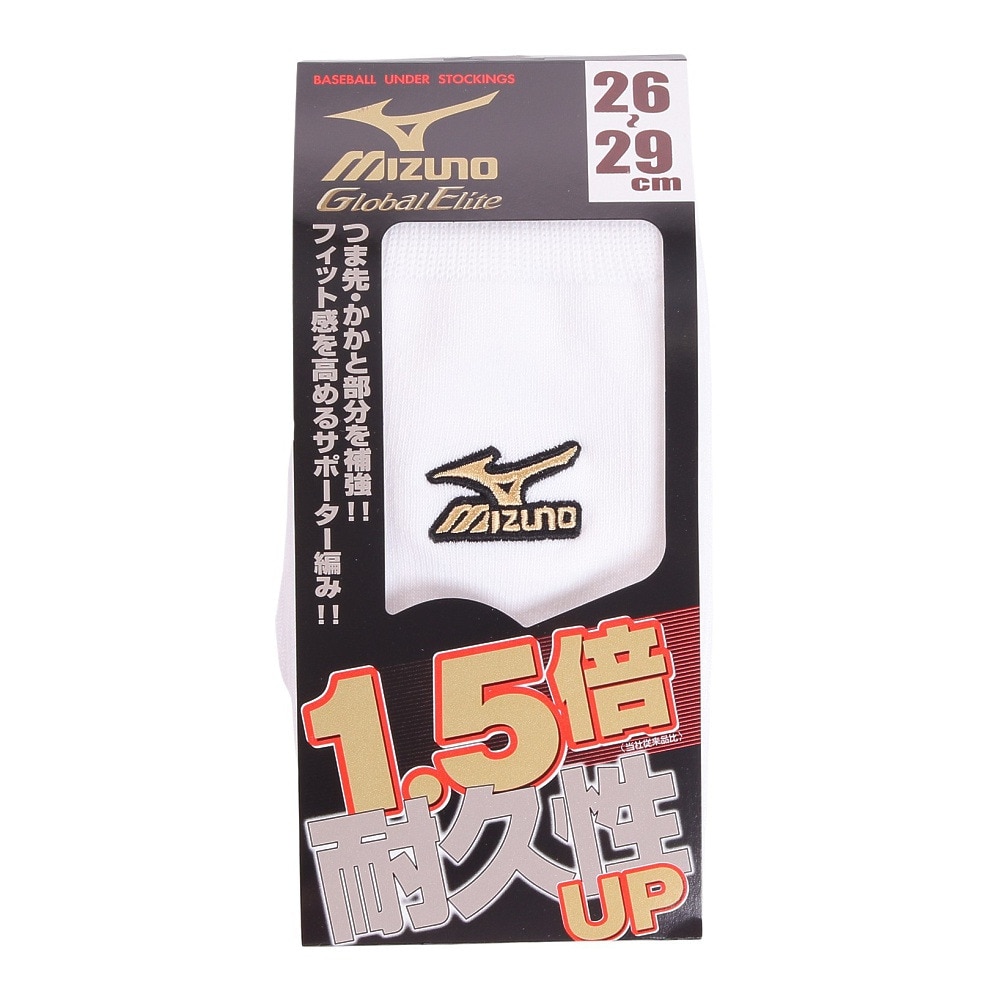 BASEBALL UNDER STOCKINGS
MIZUNO
Global Elite
26
~
29
cm
つま先・かかと部分を補強!!
フィット感を高めるサポーター編み!!
MIZUNO
1.5倍
(当社従来品比)
耐久性
UP